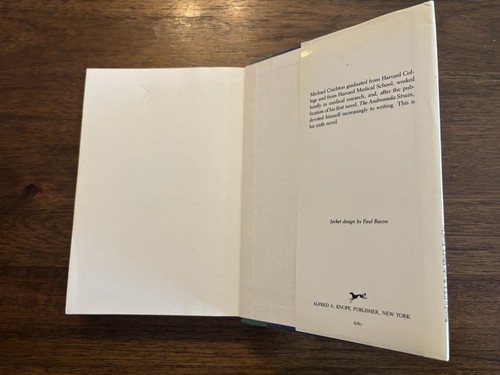 Michael Crichton graduated from Harvard Col-
lege and from Harvard Medical School, worked
briefly in medical research, and, after the pub-
lication of his first novel, The Andromeda Strain,
devoted himself increasingly to writing. This is
his sixth novel.
Jacket design by Paul Bacon
ALFRED A. KNOPF, PUBLISHER, NEW YORK